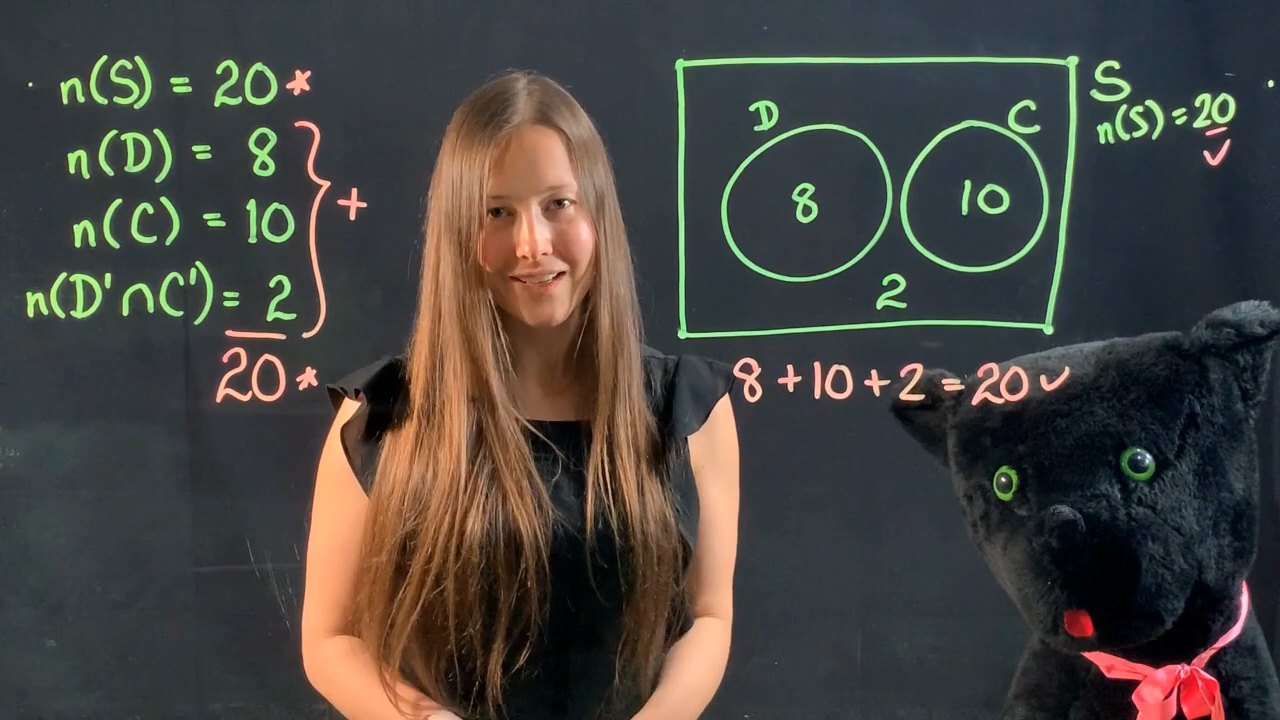 n(S) = 20 *
n(D) = 8
n(C) = 10
+
n(D'∩C') = 2
20 *
D
C
S
n(S) = 20
✓
8
10
2
8 + 10 + 2 = 20 ✓